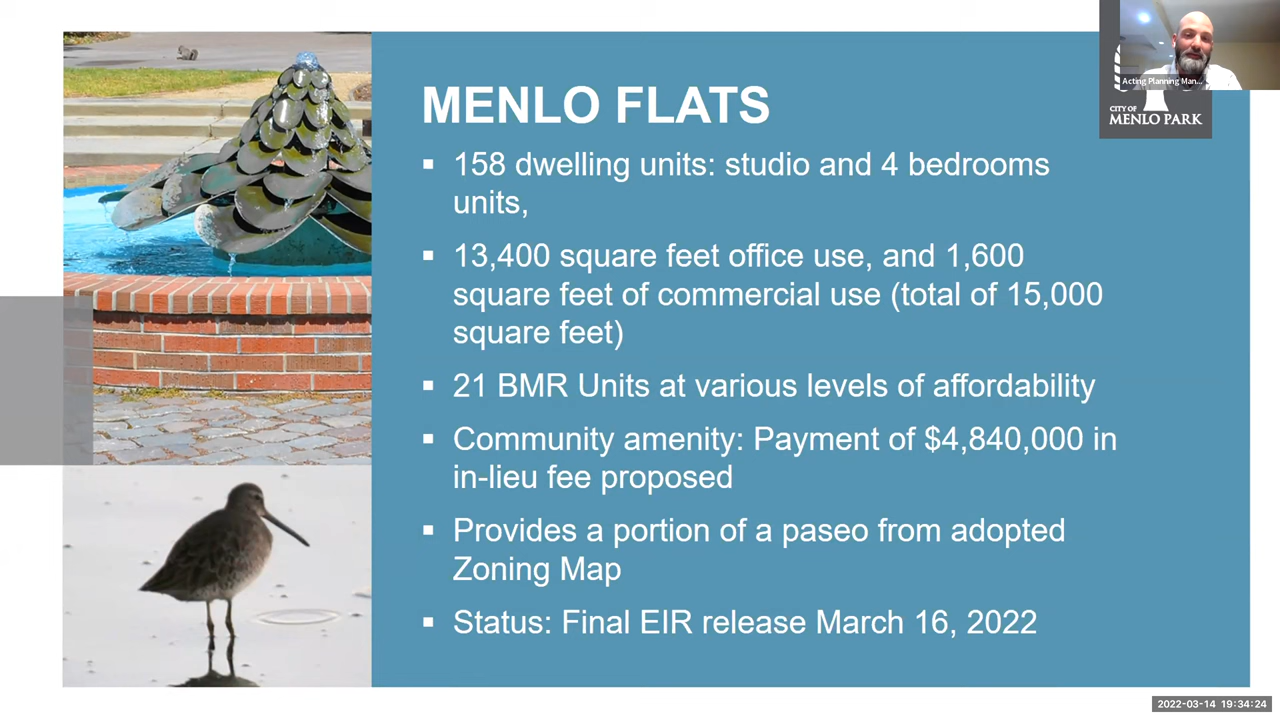 MENLO FLATS
▪ 158 dwelling units: studio and 4 bedrooms
units,
▪ 13,400 square feet office use, and 1,600
square feet of commercial use (total of 15,000
square feet)
▪ 21 BMR Units at various levels of affordability
▪ Community amenity: Payment of $4,840,000 in
in-lieu fee proposed
▪ Provides a portion of a paseo from adopted
Zoning Map
▪ Status: Final EIR release March 16, 2022
Acting Planning Man...
CITY OF
MENLO PARK
2022-03-14 19:34:24